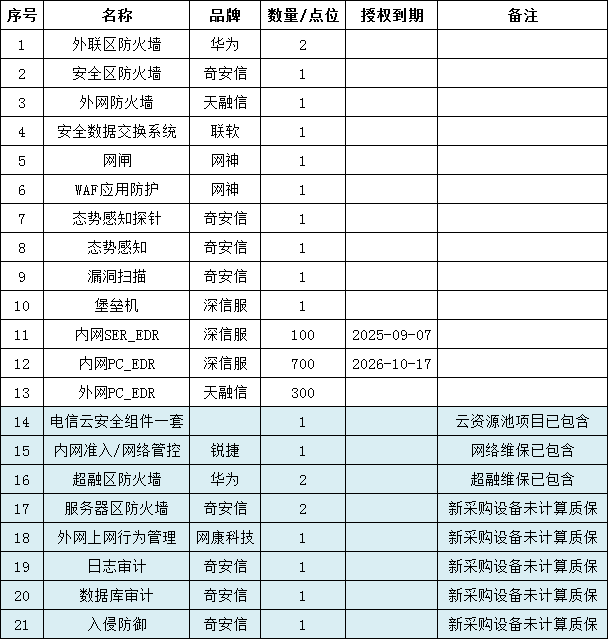 序号 名称 品牌 数量/点位 授权到期 备注
1 外联区防火墙 华为 2
2 安全区防火墙 奇安信 1
3 外网防火墙 天融信 1
4 安全数据交换系统 联软 1
5 网闸 网神 1
6 WAF应用防护 网神 1
7 态势感知探针 奇安信 1
8 态势感知 奇安信 1
9 漏洞扫描 奇安信 1
10 堡垒机 深信服 1
11 内网SER_EDR 深信服 100 2025-09-07
12 内网PC_EDR 深信服 700 2026-10-17
13 外网PC_EDR 天融信 300
14 电信云安全组件一套 1 云资源池项目已包含
15 内网准入/网络管控 锐捷 1 网络维保已包含
16 超融区防火墙 华为 2 超融维保已包含
17 服务器区防火墙 奇安信 2 新采购设备未计算质保
18 外网上网行为管理 网康科技 1 新采购设备未计算质保
19 日志审计 奇安信 1 新采购设备未计算质保
20 数据库审计 奇安信 1 新采购设备未计算质保
21 入侵防御 奇安信 1 新采购设备未计算质保